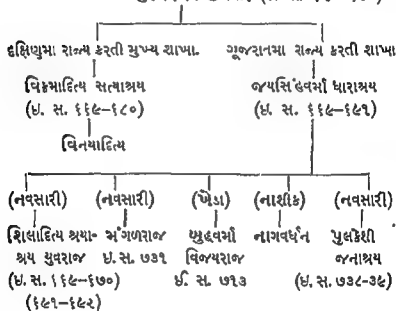 દક્ષિણુમા રાજ્ય કરતી મુખ્ય શાખા. ગૂજરાતમા રાજ્ય કરતી શાખા
વિક્રમાદિત્ય સત્યાશ્રય જયસિંહવર્મા ધારાશ્રય
(ઇ. સ. ૬૬૯–૬૮૦) (ઇ. સ. ૬૬૯–૬૯૧)
વિનયાદિત્ય
(નવસારી) (નવસારી) (ખેડા) (નાશીક) (નવસારી)
શિલાદિત્ય શ્રયા- મંગળરાજ બુદ્ધવર્મા નાગવર્ધન પુલકેશી
શ્રય યુવરાજ ઇ. સ. ૭૩૧ વિજયરાજ જનાશ્રય
(ઇ. સ. ૬૬૯–૬૭૦) ઈ. સ. ૭૧૩ (ઇ. સ. ૭૩૮-૩૯)
(૬૯૧–૬૯૨)